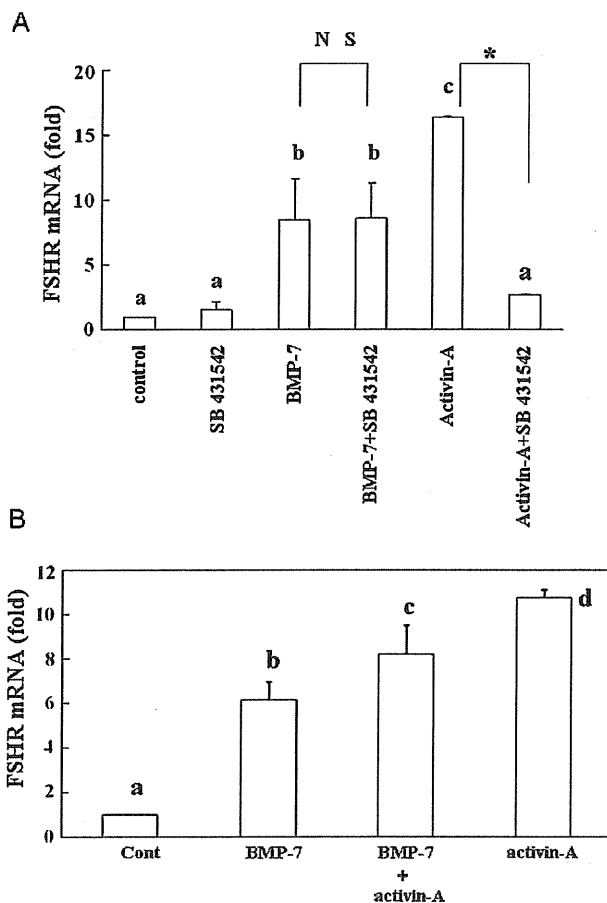 A
N S
*
20
15
10
5
0
FSHR mRNA (fold)
a
a
b
b
c
a
control
SB 431542
BMP-7
BMP-7+SB 431542
Activin-A
Activin-A+SB 431542
B
12
10
8
6
4
2
0
FSHR mRNA (fold)
a
b
c
d
Cont
BMP-7
BMP-7
+
activin-A
activin-A